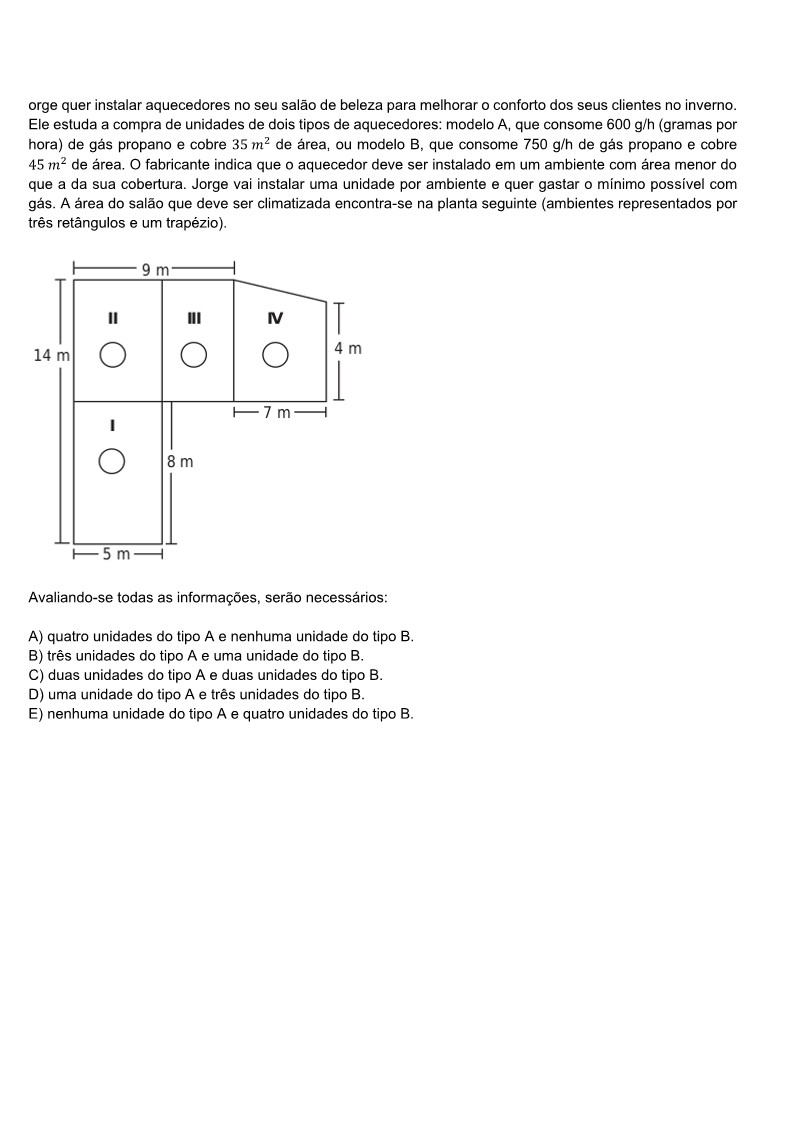 orge quer instalar aquecedores no seu salão de beleza para melhorar o conforto dos seus clientes no inverno.
Ele estuda a compra de unidades de dois tipos de aquecedores: modelo A, que consome 600 g/h (gramas por
hora) de gás propano e cobre 35 m² de área, ou modelo B, que consome 750 g/h de gás propano e cobre
45 m² de área. O fabricante indica que o aquecedor deve ser instalado em um ambiente com área menor do
que a da sua cobertura. Jorge vai instalar uma unidade por ambiente e quer gastar o mínimo possível com
gás. A área do salão que deve ser climatizada encontra-se na planta seguinte (ambientes representados por
três retângulos e um trapézio).
9 m
II III IV
14 m
4 m
7 m
I
8 m
5 m
Avaliando-se todas as informações, serão necessários:
A) quatro unidades do tipo A e nenhuma unidade do tipo B.
B) três unidades do tipo A e uma unidade do tipo B.
C) duas unidades do tipo A e duas unidades do tipo B.
D) uma unidade do tipo A e três unidades do tipo B.
E) nenhuma unidade do tipo A e quatro unidades do tipo B.